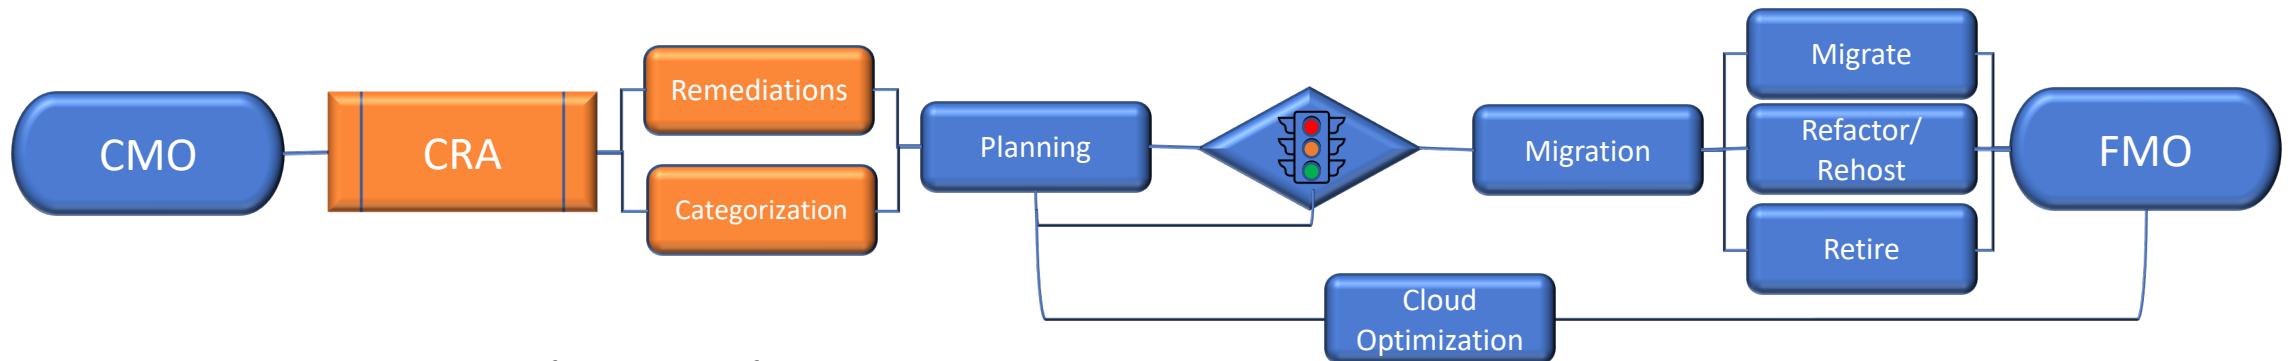 CMO
CRA
Remediations
Categorization
Planning
Migration
Migrate
Refactor/
Rehost
Retire
FMO
Cloud
Optimization